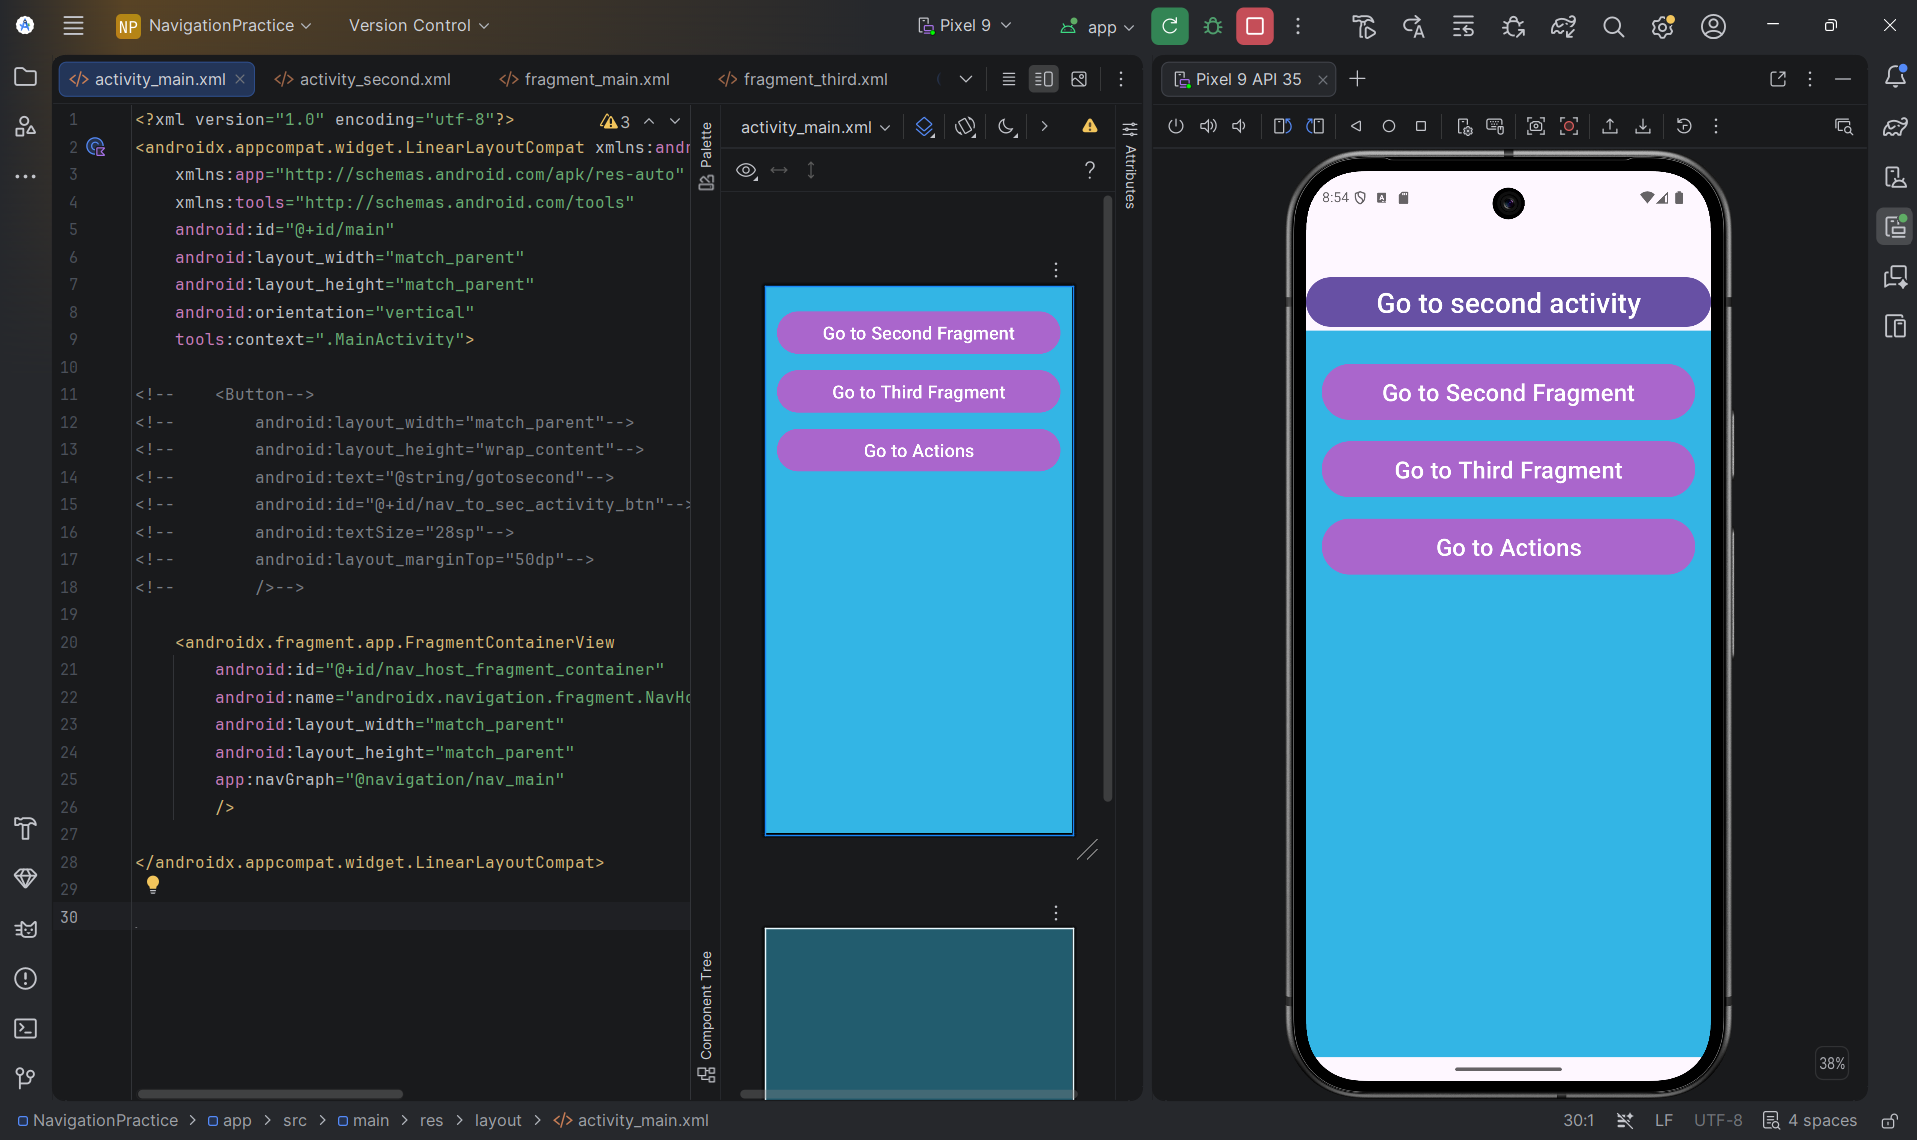 NP NavigationPractice Version Control Pixel 9 app
activity_main.xml activity_second.xml fragment_main.xml fragment_third.xml
Pixel 9 API 35
1 <?xml version="1.0" encoding="utf-8"?> 3
2 <androidx.appcompat.widget.LinearLayoutCompat xmlns:andr
3 xmlns:app="http://schemas.android.com/apk/res-auto"
4 xmlns:tools="http://schemas.android.com/tools"
5 android:id="@+id/main"
6 android:layout_width="match_parent"
7 android:layout_height="match_parent"
8 android:orientation="vertical"
9 tools:context=".MainActivity">
10
11 <!-- <Button-->
12 <!-- android:layout_width="match_parent"-->
13 <!-- android:layout_height="wrap_content"-->
14 <!-- android:text="@string/gotosecond"-->
15 <!-- android:id="@+id/nav_to_sec_activity_btn"-->
16 <!-- android:textSize="28sp"-->
17 <!-- android:layout_marginTop="50dp"-->
18 <!-- />-->
19
20 <androidx.fragment.app.FragmentContainerView
21 android:id="@+id/nav_host_fragment_container"
22 android:name="androidx.navigation.fragment.NavHo
23 android:layout_width="match_parent"
24 android:layout_height="match_parent"
25 app:navGraph="@navigation/nav_main"
26 />
27
28 </androidx.appcompat.widget.LinearLayoutCompat>
29
30
Palette
Component Tree
activity_main.xml
?
Attributes
Go to Second Fragment
Go to Third Fragment
Go to Actions
8:54
Go to second activity
Go to Second Fragment
Go to Third Fragment
Go to Actions
38%
NavigationPractice > app > src > main > res > layout > activity_main.xml
30:1 LF UTF-8 4 spaces